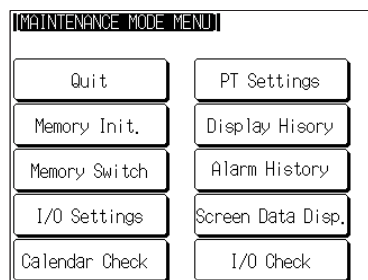 [MAINTENANCE MODE MENU]
Quit
PT Settings
Memory Init.
Display Hisory
Memory Switch
Alarm History
I/O Settings
Screen Data Disp.
Calendar Check
I/O Check